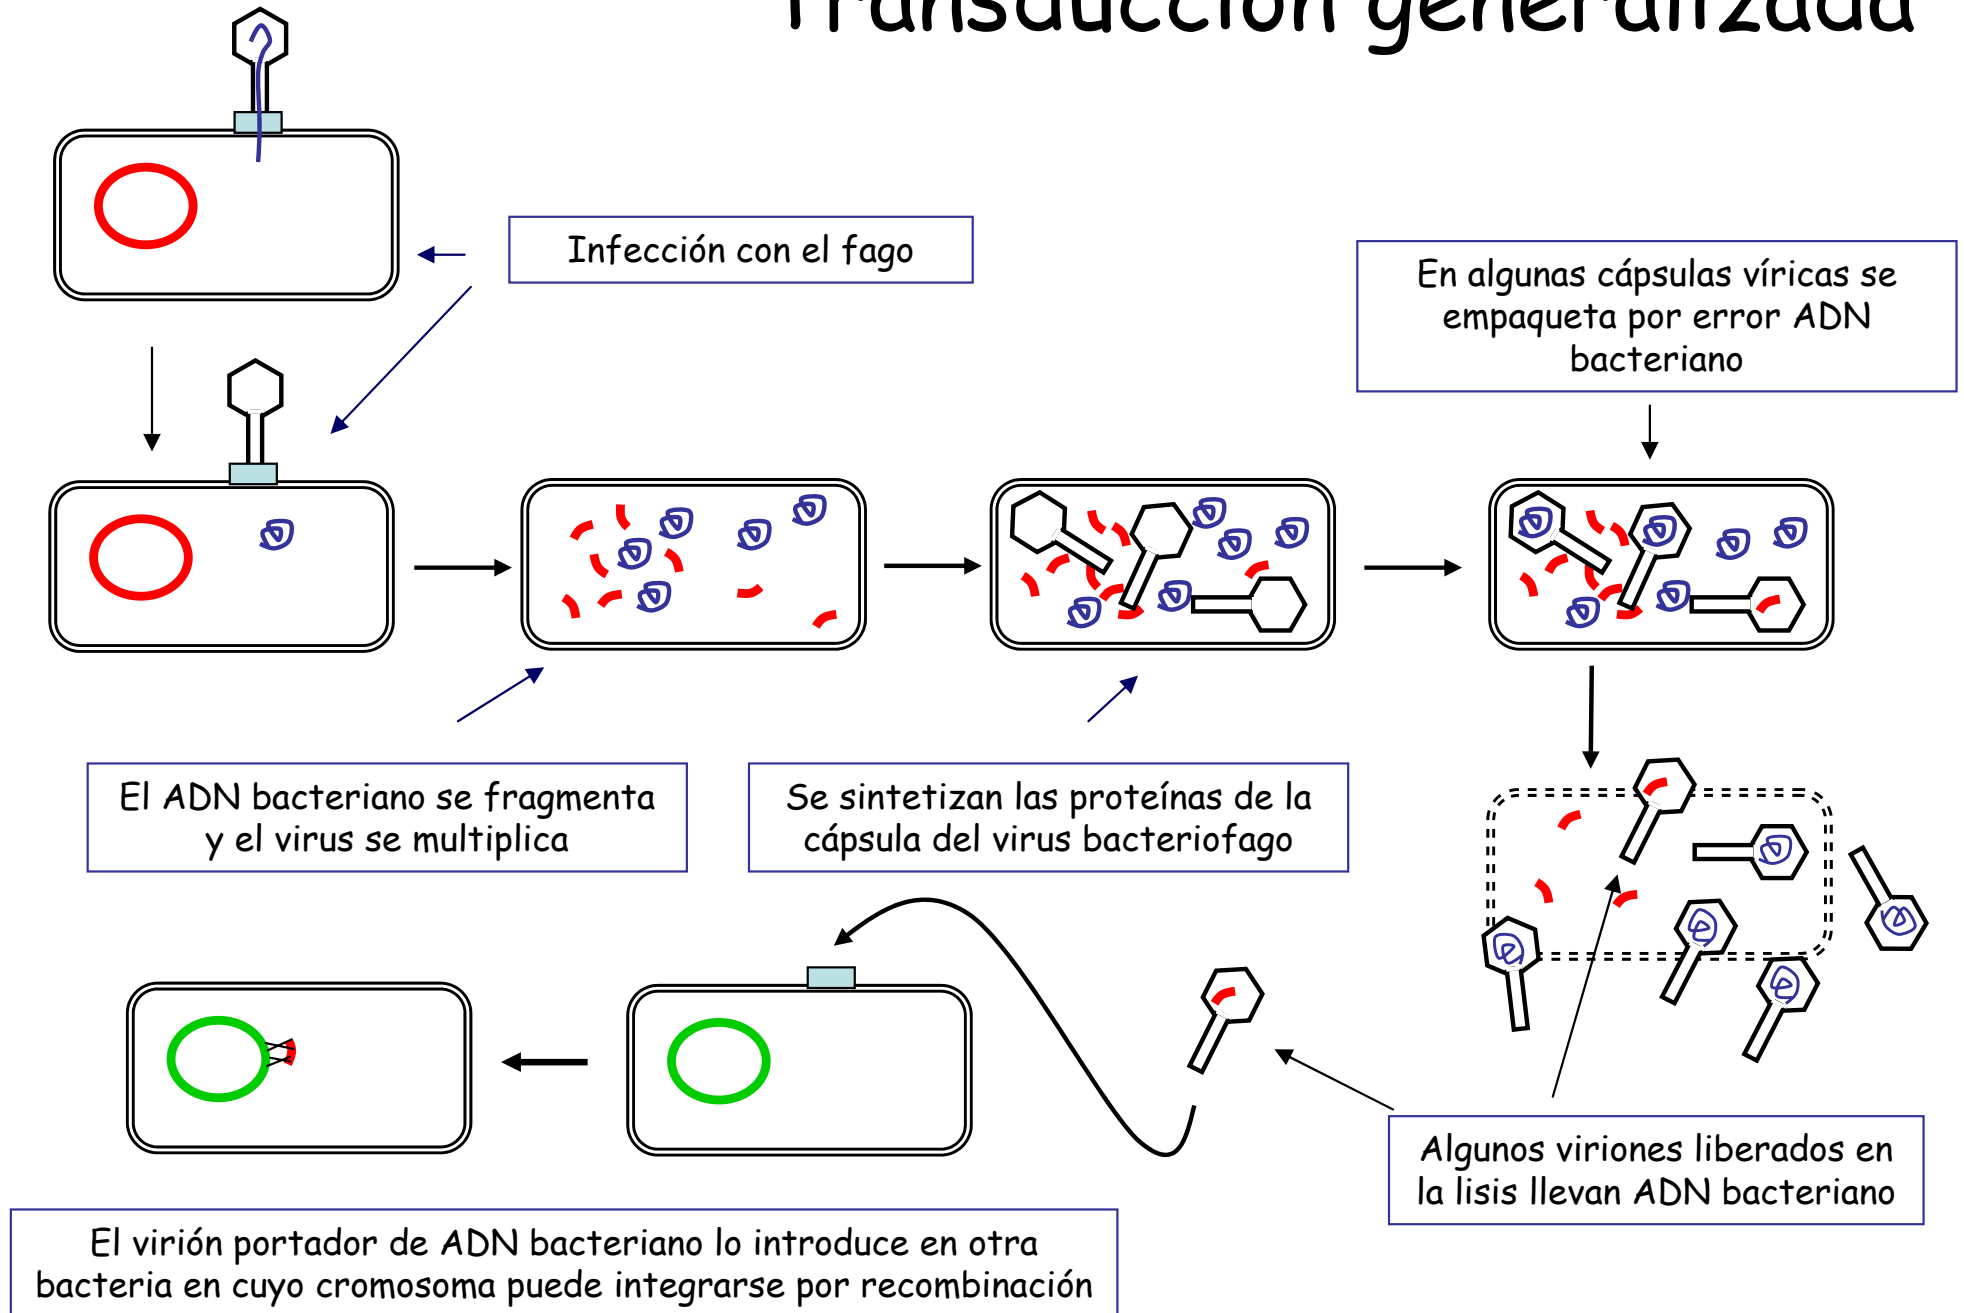 Transducción generalizada
Infección con el fago
En algunas cápsulas víricas se
empaqueta por error ADN
bacteriano
El ADN bacteriano se fragmenta
y el virus se multiplica
Se sintetizan las proteínas de la
cápsula del virus bacteriofago
Algunos viriones liberados en
la lisis llevan ADN bacteriano
El virión portador de ADN bacteriano lo introduce en otra
bacteria en cuyo cromosoma puede integrarse por recombinación